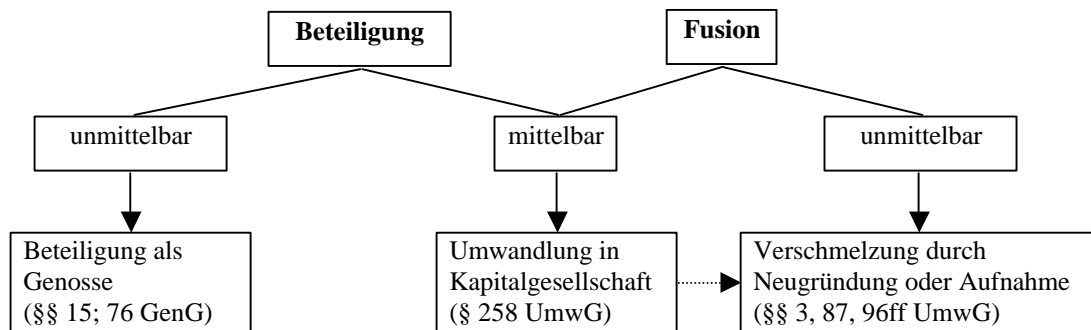 Beteiligung
Fusion
unmittelbar
mittelbar
unmittelbar
Beteiligung als
Genosse
(§§ 15; 76 GenG)
Umwandlung in
Kapitalgesellschaft
(§ 258 UmwG)
Verschmelzung durch
Neugründung oder Aufnahme
(§§ 3, 87, 96ff UmwG)